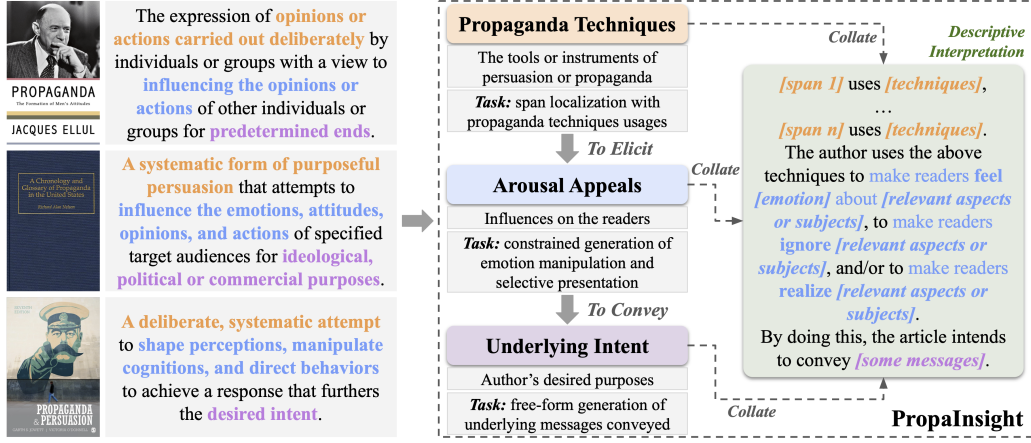 PROPAGANDA
The Formation of Men's Attitudes
JACQUES ELLUL
The expression of opinions or
actions carried out deliberately by
individuals or groups with a view to
influencing the opinions or
actions of other individuals or
groups for predetermined ends.
A Chronology and
Glossary of Propaganda
in the United States
Richard Alan Nelson
A systematic form of purposeful
persuasion that attempts to
influence the emotions, attitudes,
opinions, and actions of specified
target audiences for ideological,
political or commercial purposes.
PROPAGANDA
& PERSUASION
A deliberate, systematic attempt
to shape perceptions, manipulate
cognitions, and direct behaviors
to achieve a response that furthers
the desired intent.
Propaganda Techniques
The tools or instruments of
persuasion or propaganda
Task: span localization with
propaganda techniques usages
To Elicit
Arousal Appeals
Influences on the readers
Task: constrained generation of
emotion manipulation and
selective presentation
To Convey
Underlying Intent
Author's desired purposes
Task: free-form generation of
underlying messages conveyed
Collate
Collate
Collate
Descriptive
Interpretation
[span 1] uses [techniques],
...
[span n] uses [techniques].
The author uses the above
techniques to make readers feel
[emotion] about [relevant aspects
or subjects], to make readers
ignore [relevant aspects or
subjects], and/or to make readers
realize [relevant aspects or
subjects].
By doing this, the article intends
to convey [some messages].
PropaInsight